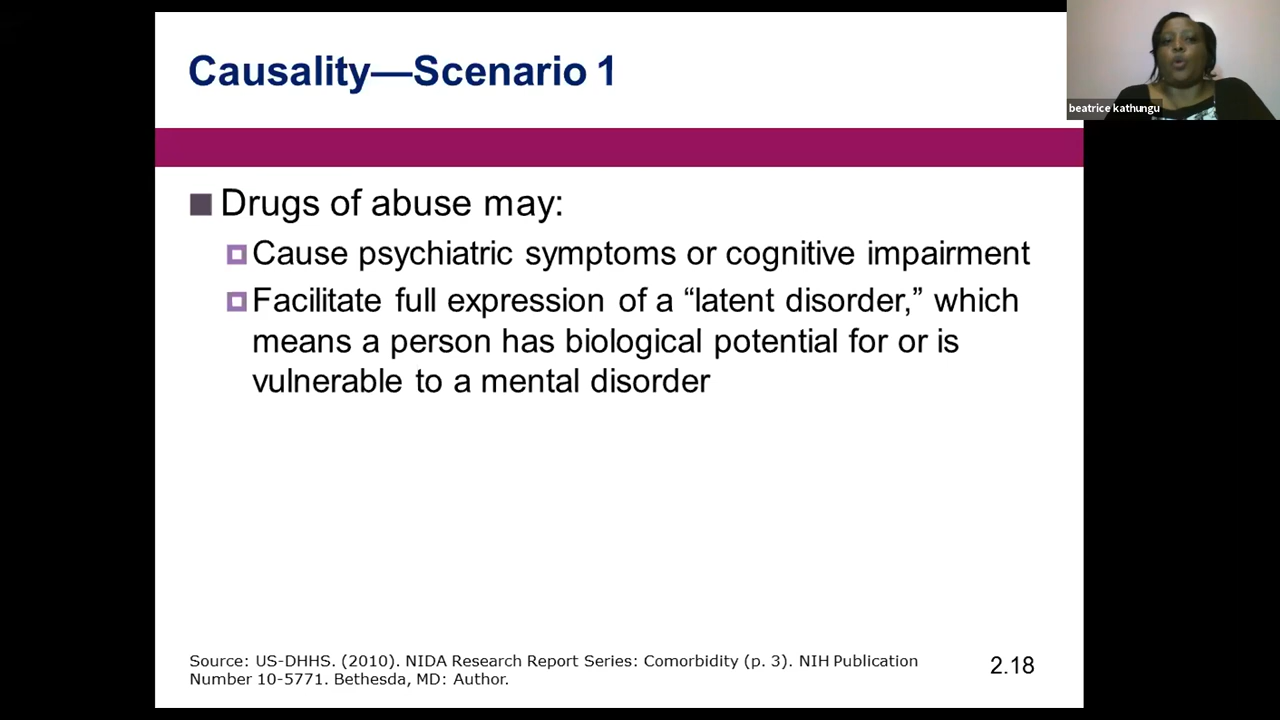 Causality—Scenario 1
beatrice kathungu
Drugs of abuse may:
Cause psychiatric symptoms or cognitive impairment
Facilitate full expression of a “latent disorder,” which
means a person has biological potential for or is
vulnerable to a mental disorder
Source: US-DHHS. (2010). NIDA Research Report Series: Comorbidity (p. 3). NIH Publication
Number 10-5771. Bethesda, MD: Author.
2.18